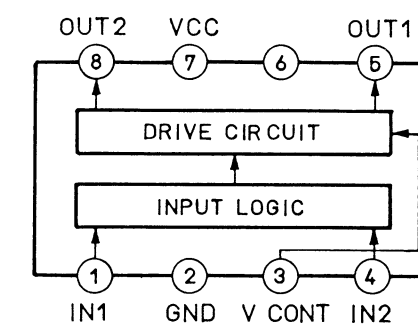 OUT2 VCC OUT1
8 7 6 5
DRIVE CIRCUIT
INPUT LOGIC
1 2 3 4
IN1 GND V CONT IN2